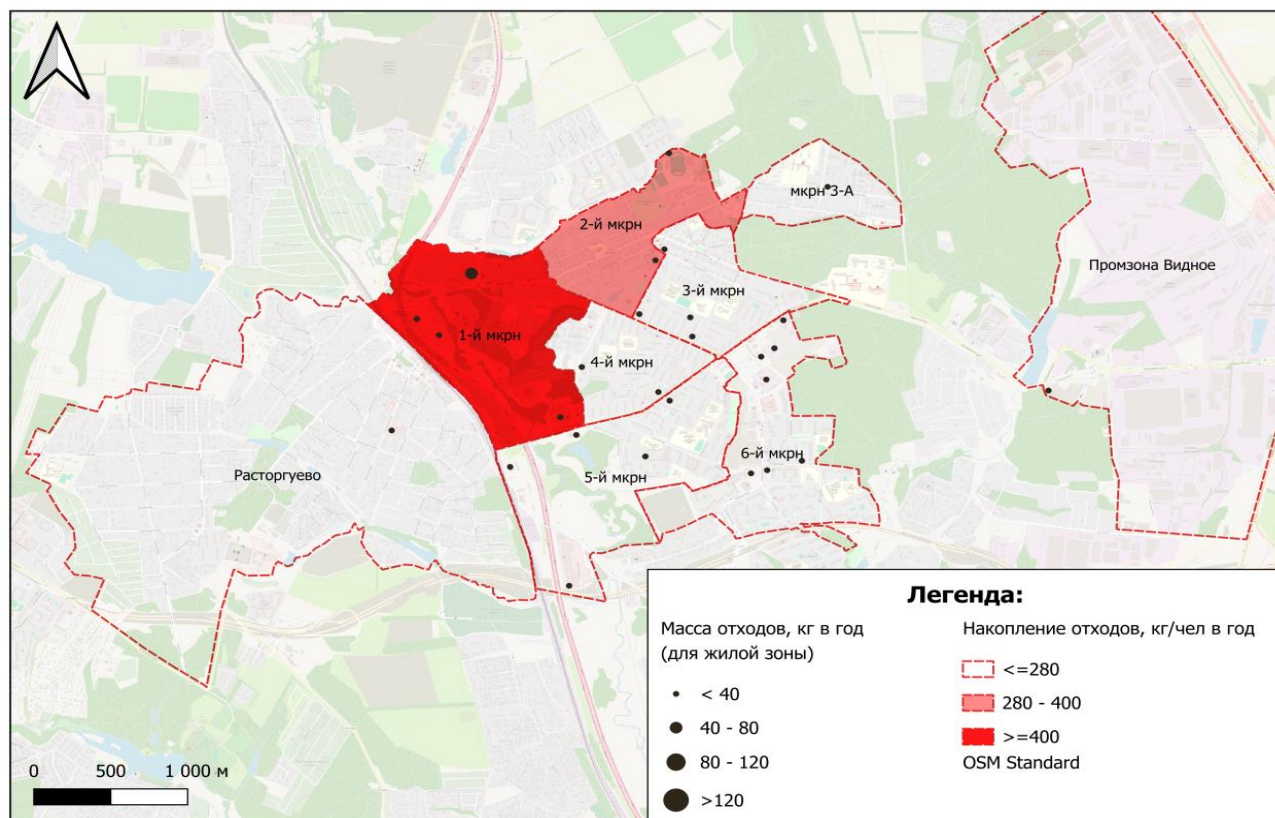 мкрн 3-А
2-й мкрн
Промзона Видное
3-й мкрн
1-й мкрн
4-й мкрн
Расторгуево
5-й мкрн
6-й мкрн
Легенда:
Масса отходов, кг в год
(для жилой зоны)
< 40
40 - 80
80 - 120
>120
Накопление отходов, кг/чел в год
<=280
280 - 400
>=400
OSM Standard
0 500 1 000 м